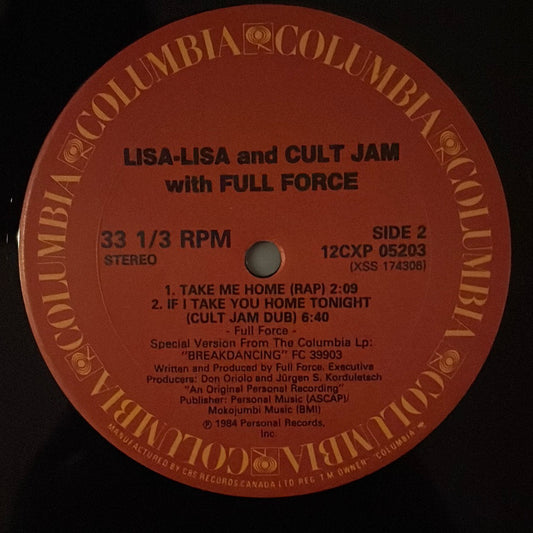 COLUMBIA COLUMBIA COLUMBIA COLUMBIA COLUMBIA COLUMBIA COLUMBIA COLUMBIA
LISA-LISA and CULT JAM
with FULL FORCE
33 1/3 RPM
STEREO
SIDE 2
12CXP 05203
(XSS 174306)
1. TAKE ME HOME (RAP) 2:09
2. IF I TAKE YOU HOME TONIGHT
(CULT JAM DUB) 6:40
- Full Force -
Special Version From The Columbia Lp:
"BREAKDANCING" FC 39903
Written and Produced by Full Force. Executive
Producers: Don Oriolo and Jürgen S. Korduletsch
"An Original Personal Recording"
Publisher: Personal Music (ASCAP)/
Mokojumbi Music (BMI)
℗ 1984 Personal Records,
Inc.
MANUFACTURED BY CBS RECORDS CANADA LTD REG T M OWNER "COLUMBIA"